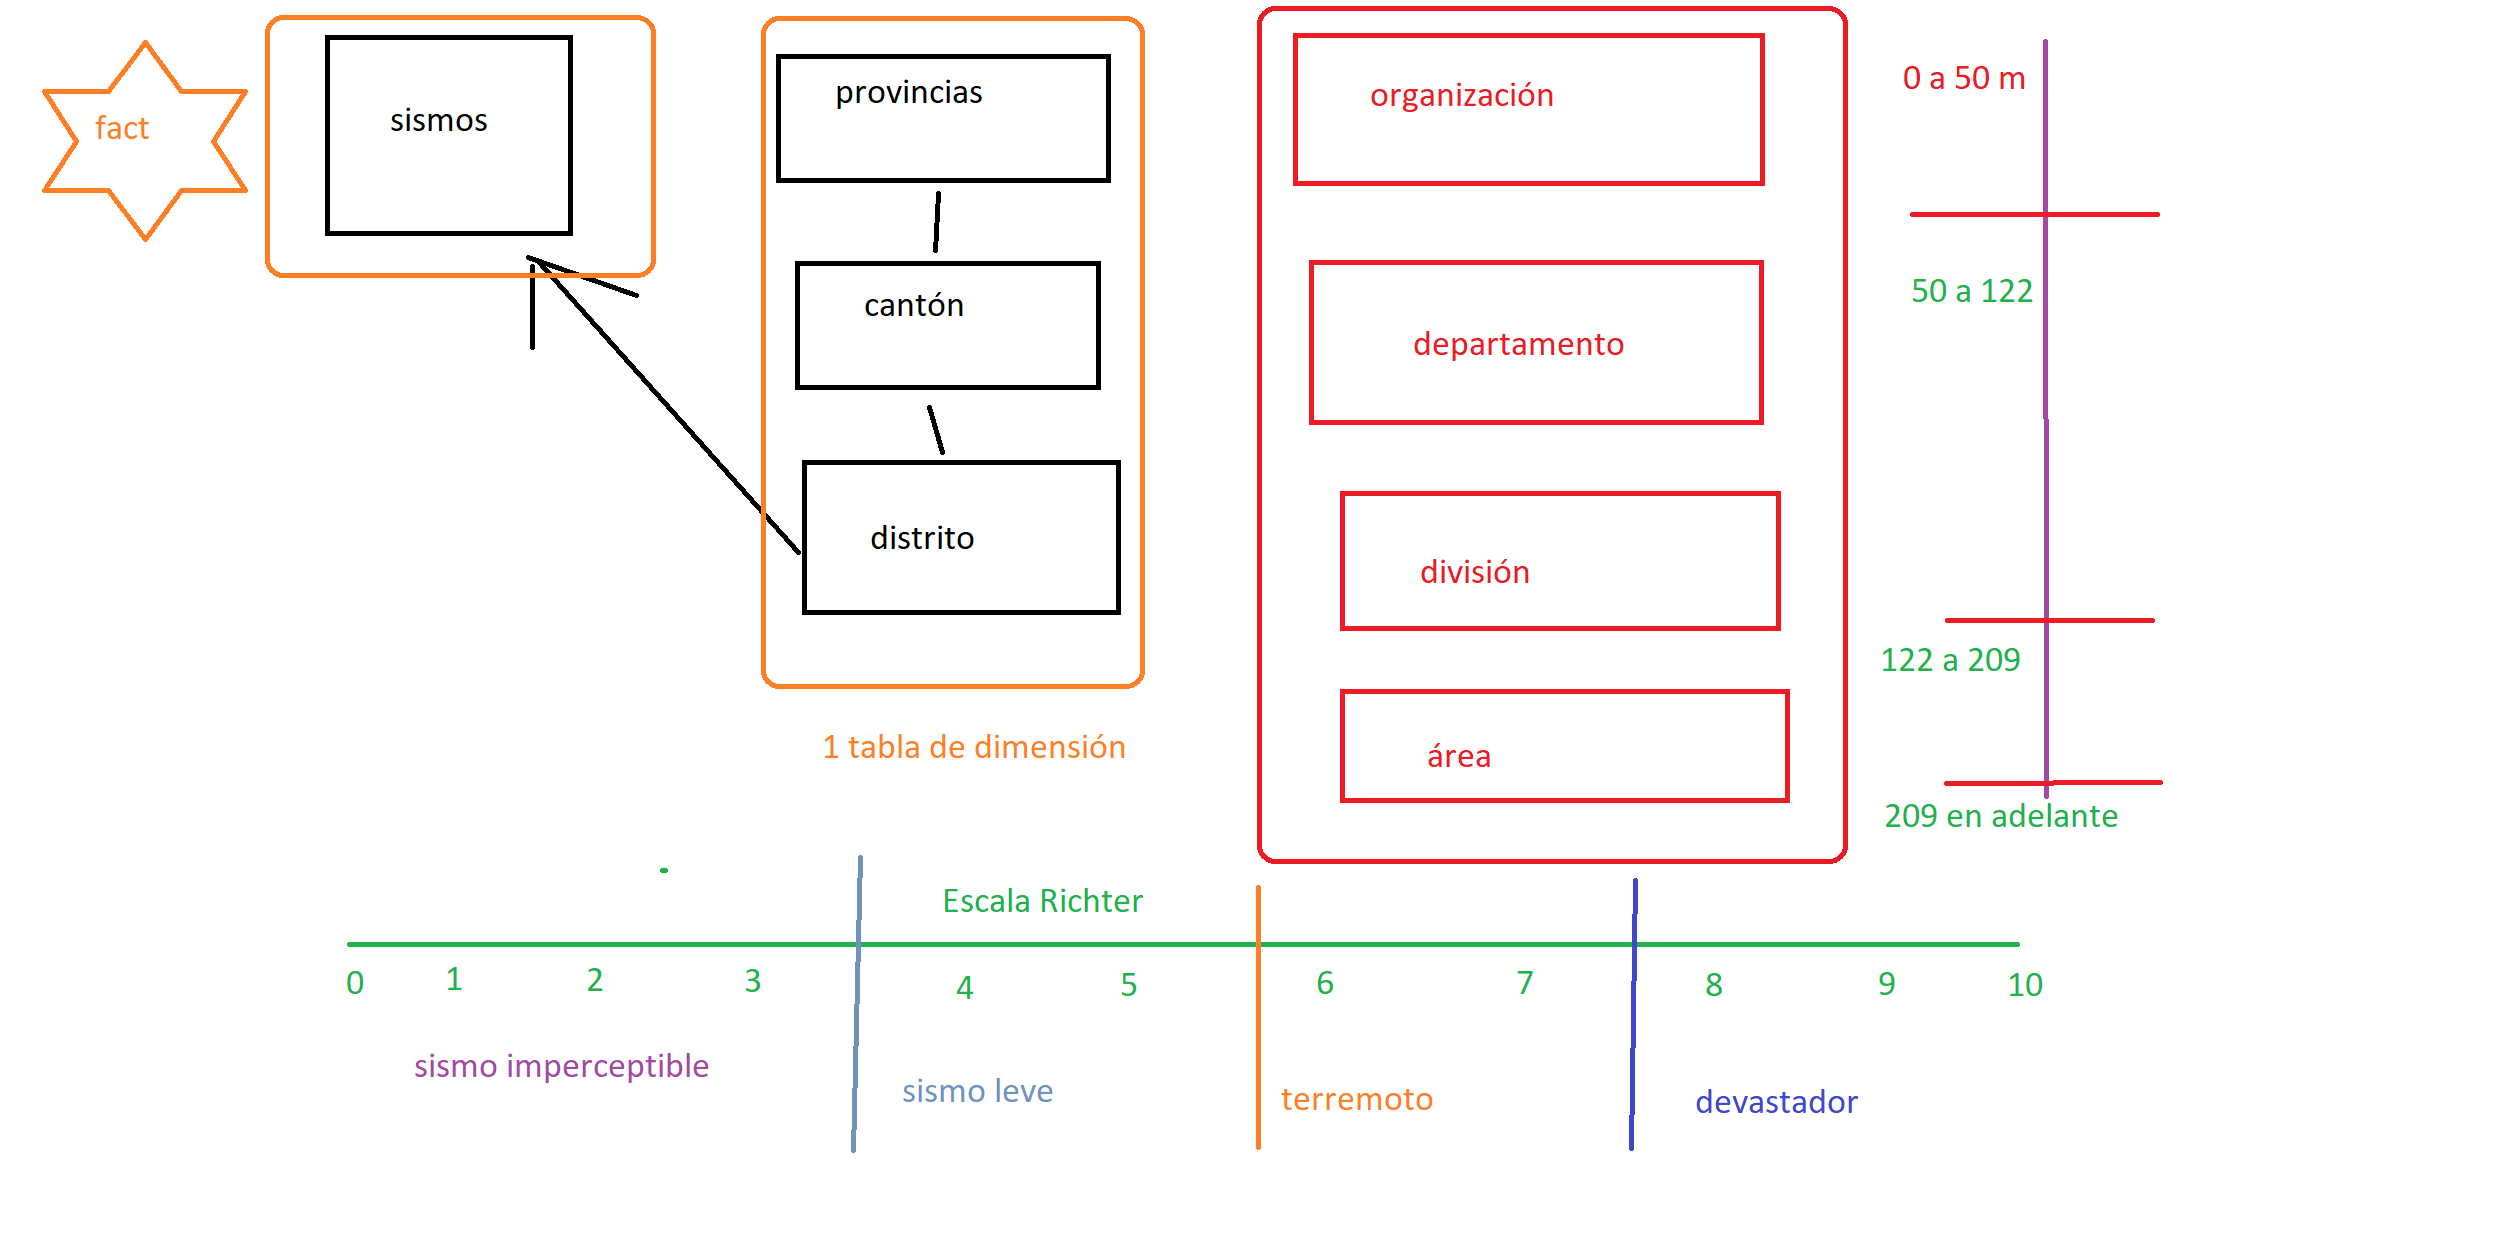 fact
sismos
provincias
cantón
distrito
1 tabla de dimensión
organización
departamento
división
área
0 a 50 m
50 a 122
122 a 209
209 en adelante
Escala Richter
0 1 2 3 4 5 6 7 8 9 10
sismo imperceptible
sismo leve
terremoto
devastador